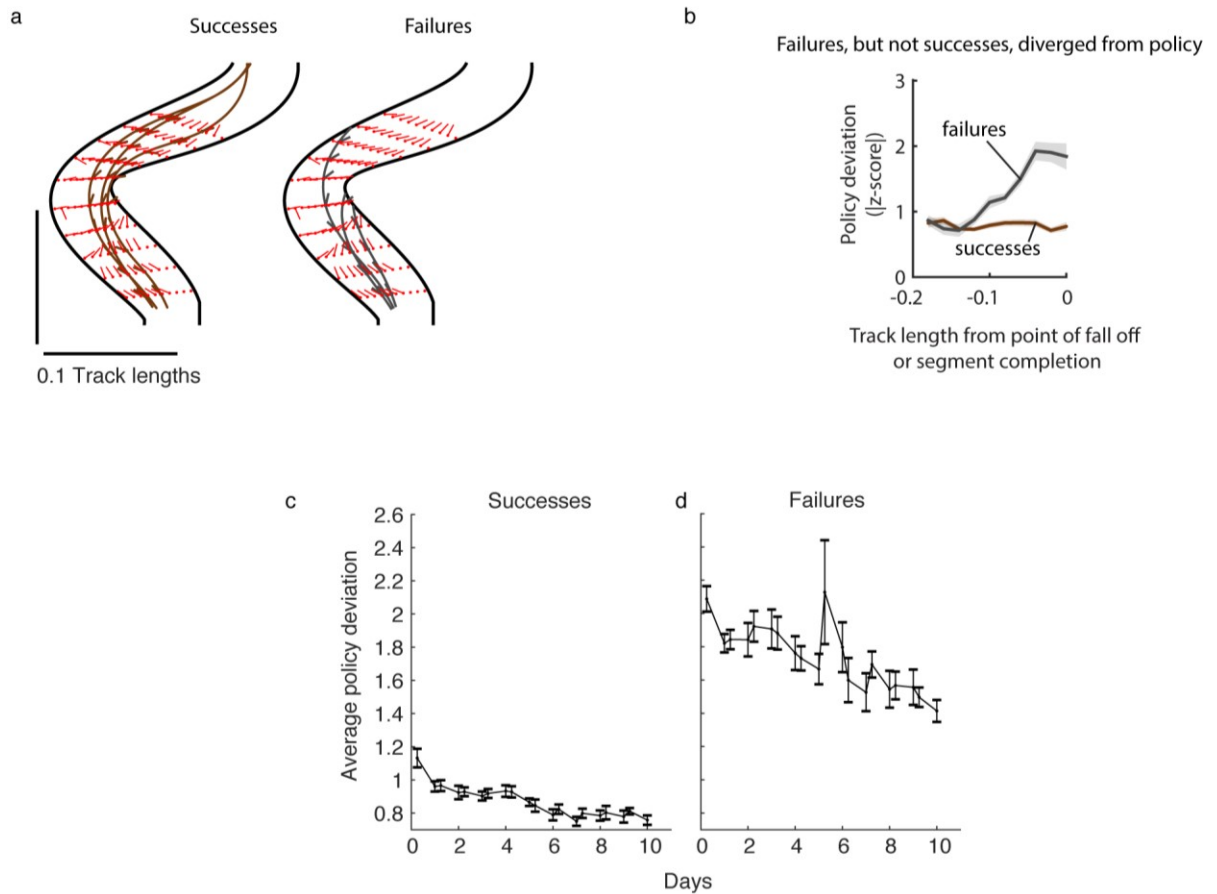 a
Successes
Failures
0.1 Track lengths
b
Failures, but not successes, diverged from policy
Policy deviation
(|z-score|)
3
2
1
0
failures
successes
-0.2
-0.1
0
Track length from point of fall off
or segment completion
c
Successes
d
Failures
Average policy deviation
2.6
2.4
2.2
2
1.8
1.6
1.4
1.2
1
0.8
0 2 4 6 8 10
0 2 4 6 8 10
Days